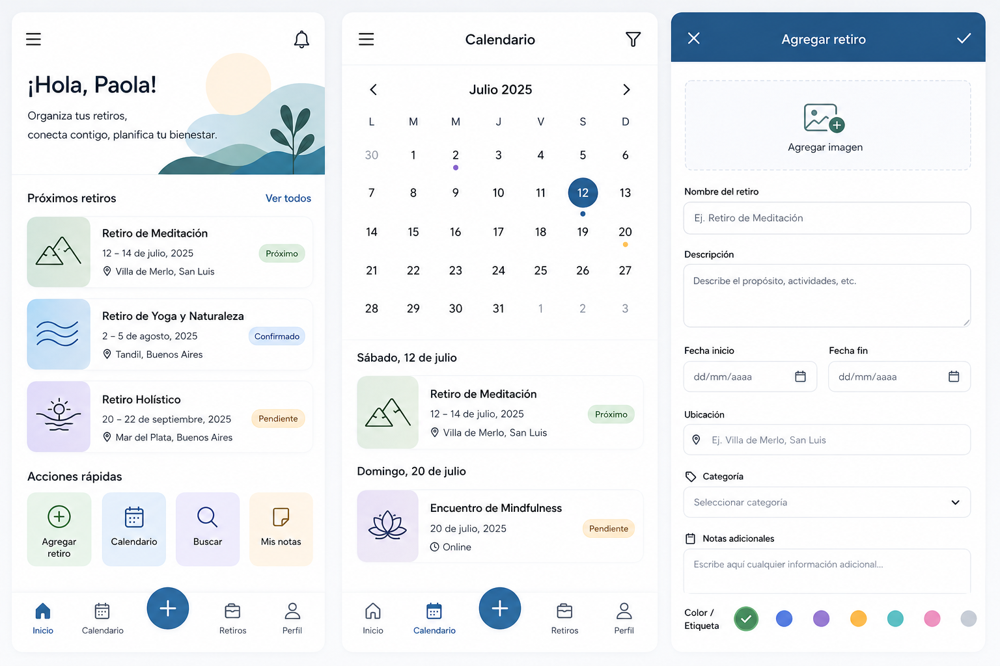 ¡Hola, Paola!
Organiza tus retiros,
conecta contigo, planifica tu bienestar.
Próximos retiros
Ver todos
Retiro de Meditación
12 – 14 de julio, 2025
Villa de Merlo, San Luis
Próximo
Retiro de Yoga y Naturaleza
2 – 5 de agosto, 2025
Tandil, Buenos Aires
Confirmado
Retiro Holístico
20 – 22 de septiembre, 2025
Mar del Plata, Buenos Aires
Pendiente
Acciones rápidas
Agregar
retiro
Calendario
Buscar
Mis notas
Inicio
Calendario
Retiros
Perfil
Calendario
Julio 2025
L M M J V S D
30 1 2 3 4 5 6
7 8 9 10 11 12 13
14 15 16 17 18 19 20
21 22 23 24 25 26 27
28 29 30 31 1 2 3
Sábado, 12 de julio
Retiro de Meditación
12 – 14 de julio, 2025
Villa de Merlo, San Luis
Próximo
Domingo, 20 de julio
Encuentro de Mindfulness
20 de julio, 2025
Online
Pendiente
Inicio
Calendario
Retiros
Perfil
Agregar retiro
Agregar imagen
Nombre del retiro
Ej. Retiro de Meditación
Descripción
Describe el propósito, actividades, etc.
Fecha inicio
dd/mm/aaaa
Fecha fin
dd/mm/aaaa
Ubicación
Ej. Villa de Merlo, San Luis
Categoría
Seleccionar categoría
Notas adicionales
Escribe aquí cualquier información adicional...
Color /
Etiqueta